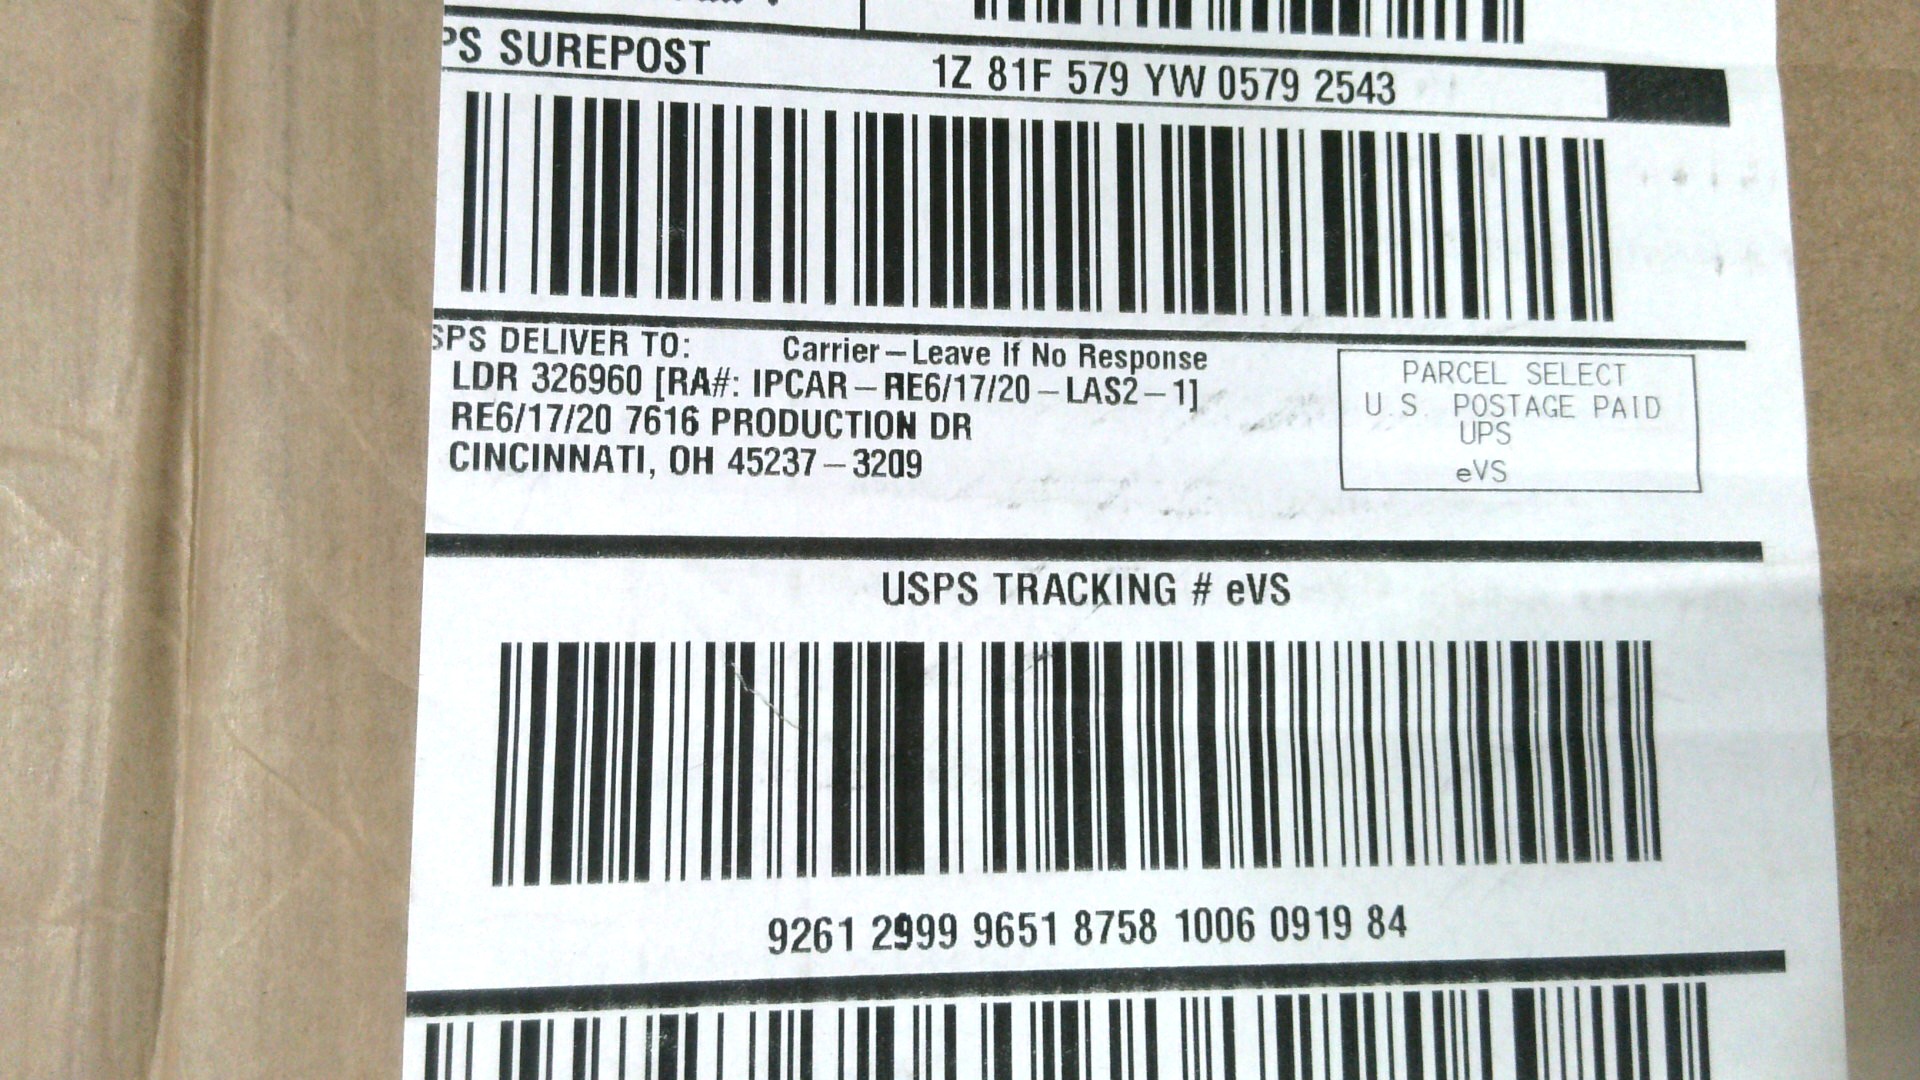 PS SUREPOST
1Z 81F 579 YW 0579 2543
SPS DELIVER TO:
Carrier–Leave If No Response
LDR 326960 [RA#: IPCAR–RE6/17/20–LAS2–1]
RE6/17/20 7616 PRODUCTION DR
CINCINNATI, OH 45237–3209
PARCEL SELECT
U.S. POSTAGE PAID
UPS
eVS
USPS TRACKING # eVS
9261 2999 9651 8758 1006 0919 84